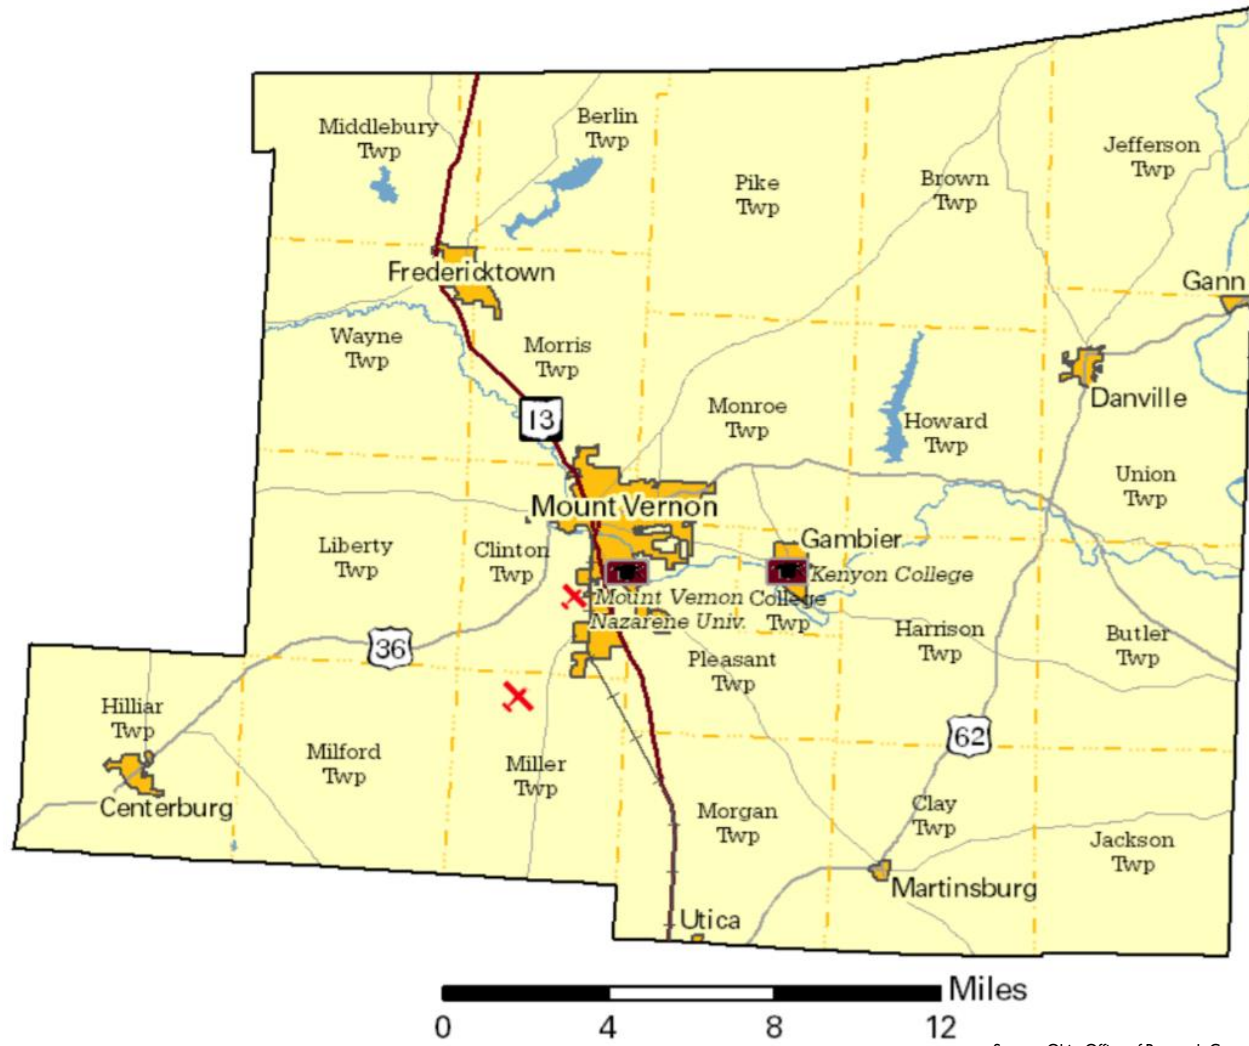 Middlebury
Twp
Berlin
Twp
Pike
Twp
Brown
Twp
Jefferson
Twp
Fredericktown
Gann
Wayne
Twp
Morris
Twp
13
Monroe
Twp
Howard
Twp
Danville
Union
Twp
Mount Vernon
Liberty
Twp
Clinton
Twp
Gambier
Kenyon College
Mount Vernon
Nazarene Univ.
College
Twp
36
Pleasant
Twp
Harrison
Twp
Butler
Twp
Hilliar
Twp
Centerburg
Milford
Twp
Miller
Twp
62
Morgan
Twp
Clay
Twp
Jackson
Twp
Martinsburg
Utica
Miles
0 4 8 12